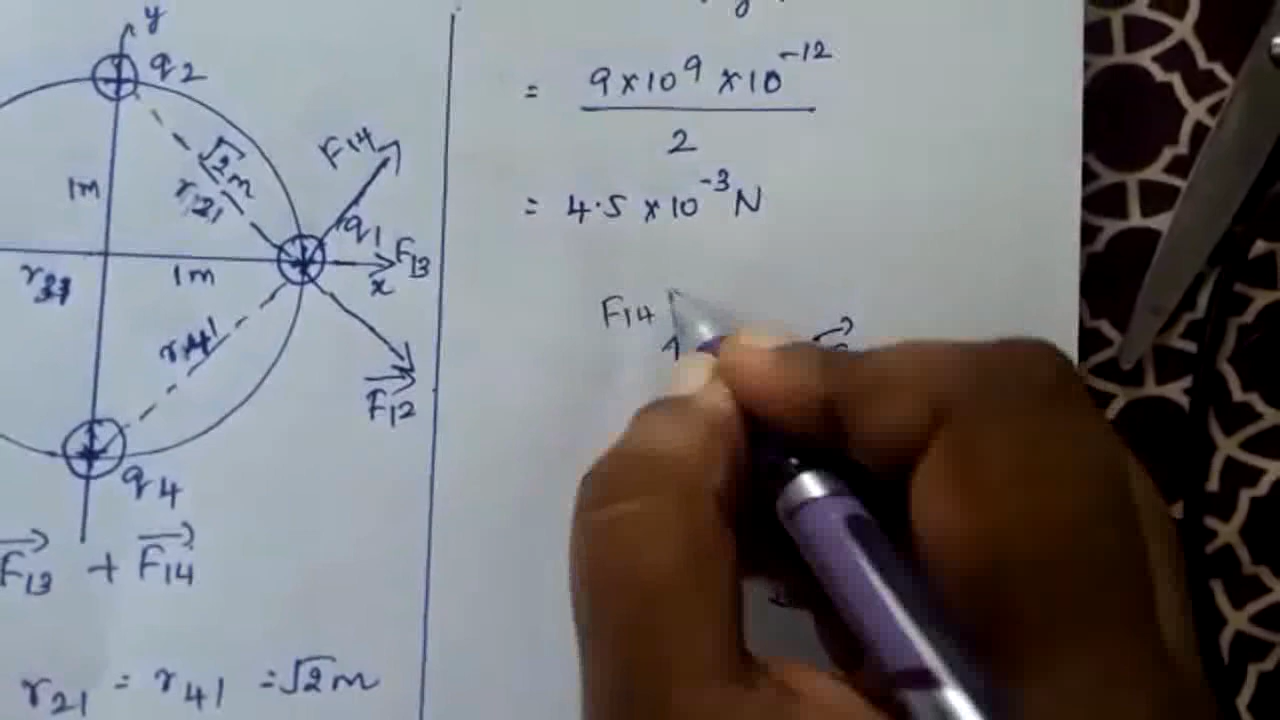 y
q2
1m
√2 m
r21
F14
q1
F13
x
1m
r31
r41
F12
q4
F13 + F14
r21 = r41 = √2 m
= 9×10^9 ×10^-12
2
= 4.5 ×10^-3 N
F14